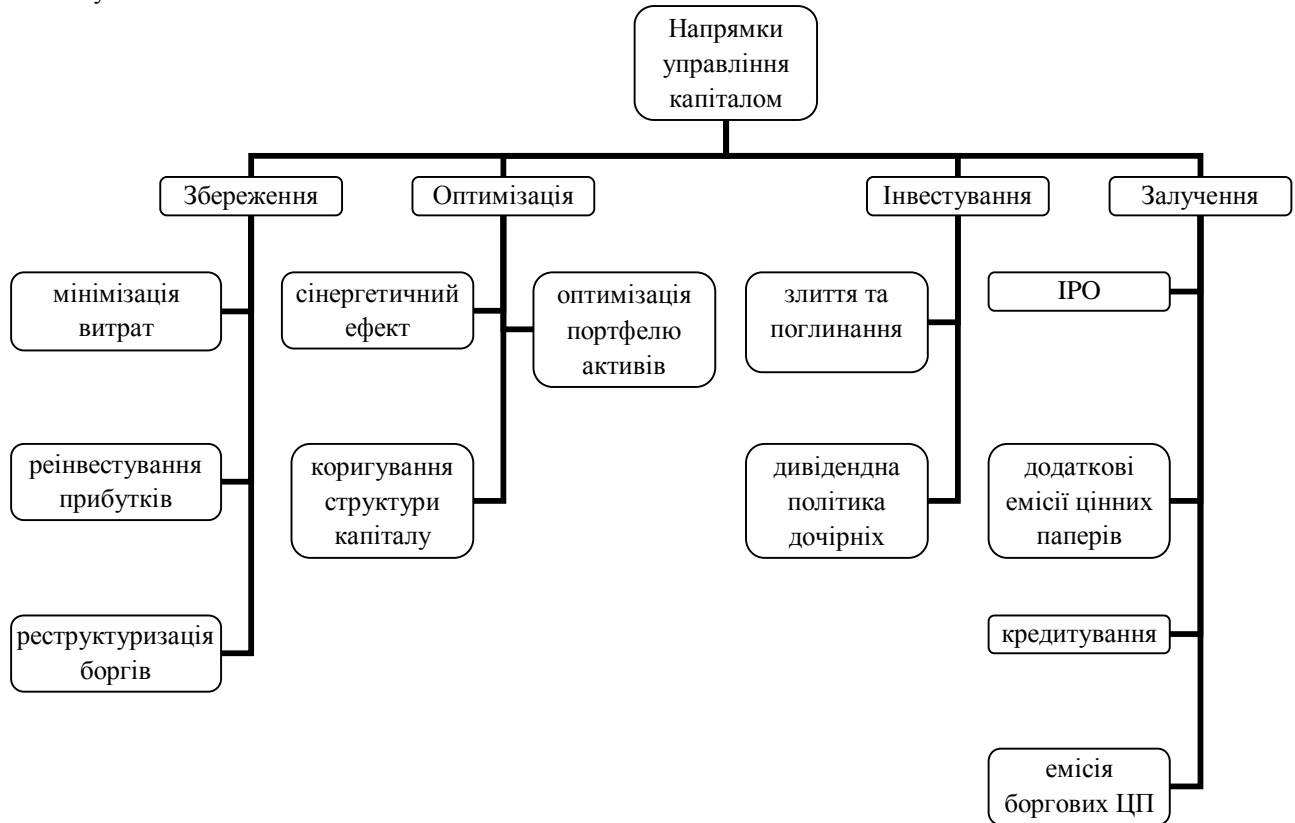 Напрямки
управління
капіталом
Збереження
Оптимізація
Інвестування
Залучення
мінімізація
витрат
сінергетичний
ефект
оптимізація
портфелю
активів
злиття та
поглинання
ІРО
реінвестування
прибутків
коригування
структури
капіталу
дивідендна
політика
дочірніх
додаткові
емісії цінних
паперів
реструктуризація
боргів
кредитування
емісія
боргових ЦП